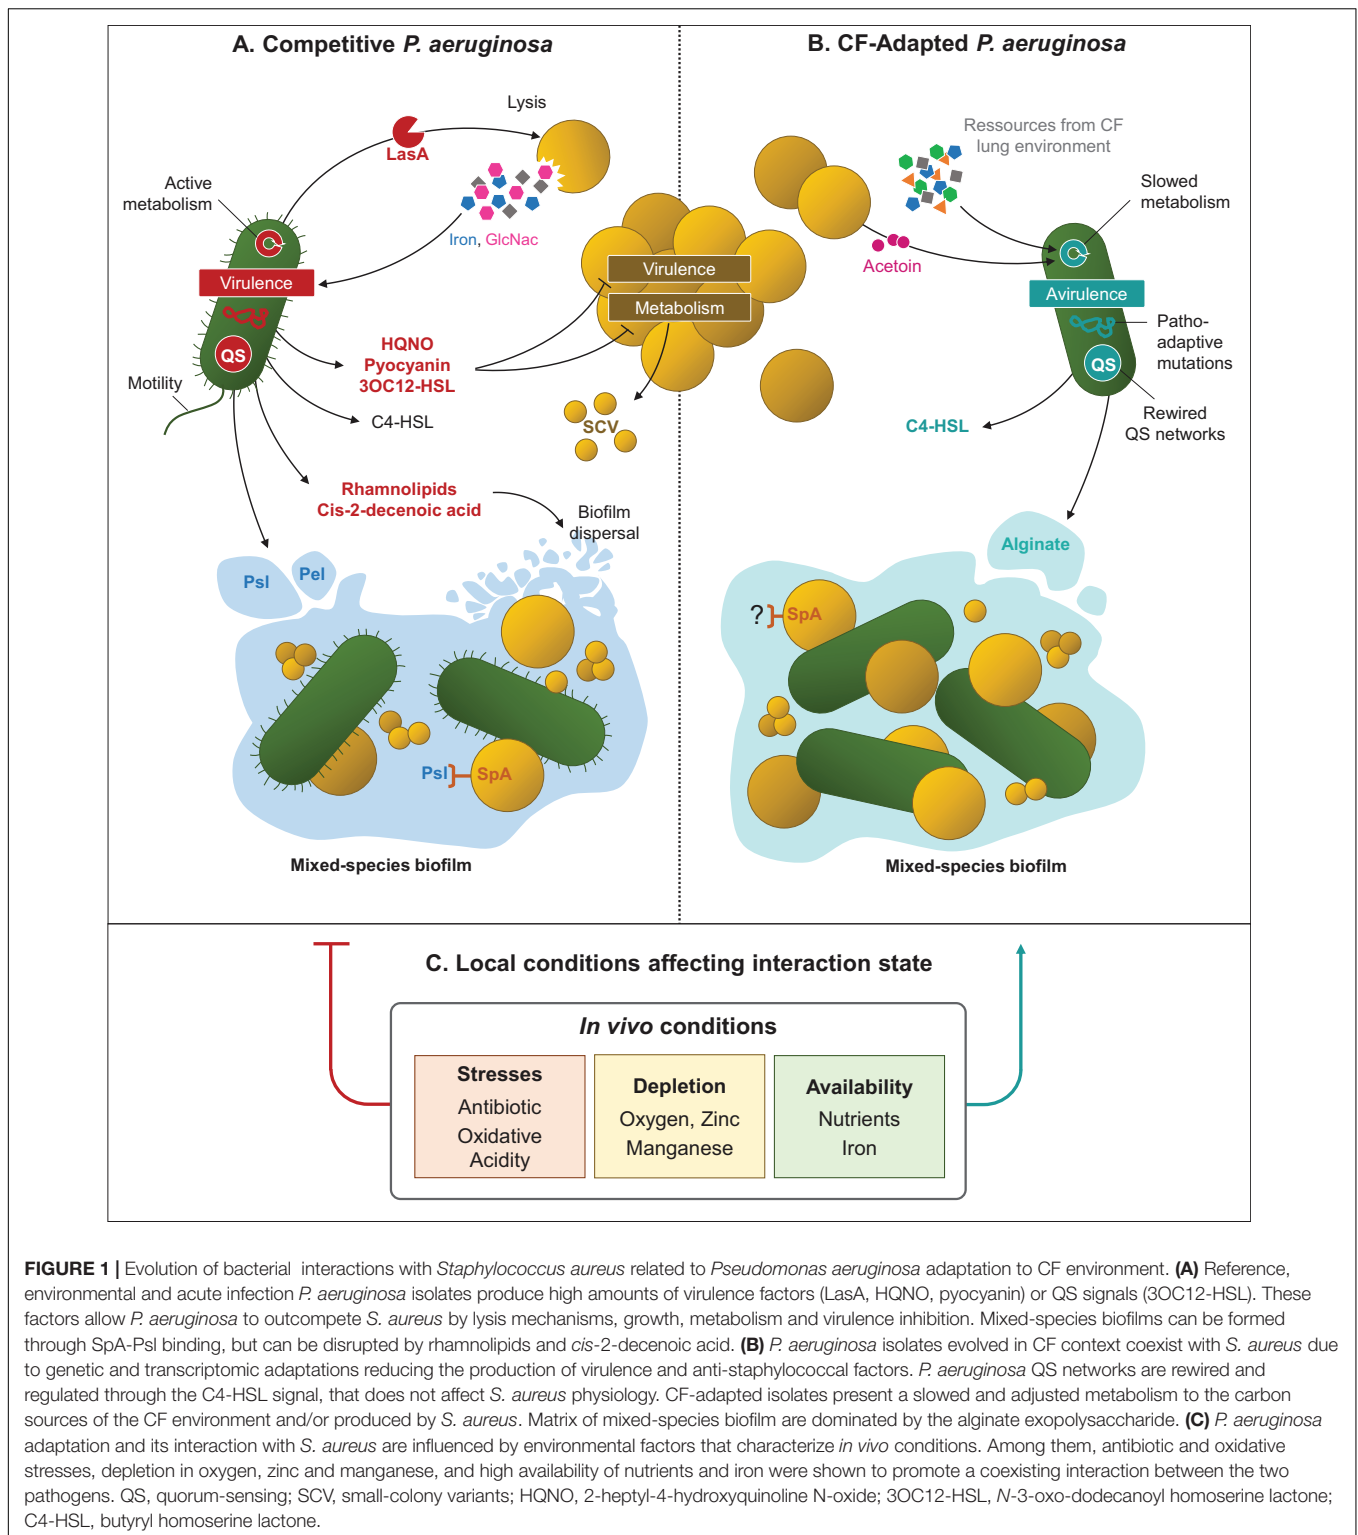 A. Competitive P. aeruginosa
Lysis
LasA
Active
metabolism
Iron, GlcNac
Virulence
QS
HQNO
Pyocyanin
3OC12-HSL
Motility
C4-HSL
Virulence
Metabolism
SCV
Rhamnolipids
Cis-2-decenoic acid
Biofilm
dispersal
Psl
Pel
Psl
SpA
Mixed-species biofilm
B. CF-Adapted P. aeruginosa
Ressources from CF
lung environment
Slowed
metabolism
Acetoin
Avirulence
Patho-
adaptive
mutations
QS
C4-HSL
Rewired
QS networks
Alginate
?
SpA
Mixed-species biofilm
C. Local conditions affecting interaction state
In vivo conditions
Stresses
Antibiotic
Oxidative
Acidity
Depletion
Oxygen, Zinc
Manganese
Availability
Nutrients
Iron
FIGURE 1 | Evolution of bacterial interactions with Staphylococcus aureus related to Pseudomonas aeruginosa adaptation to CF environment. (A) Reference,
environmental and acute infection P. aeruginosa isolates produce high amounts of virulence factors (LasA, HQNO, pyocyanin) or QS signals (3OC12-HSL). These
factors allow P. aeruginosa to outcompete S. aureus by lysis mechanisms, growth, metabolism and virulence inhibition. Mixed-species biofilms can be formed
through SpA-Psl binding, but can be disrupted by rhamnolipids and cis-2-decenoic acid. (B) P. aeruginosa isolates evolved in CF context coexist with S. aureus due
to genetic and transcriptomic adaptations reducing the production of virulence and anti-staphylococcal factors. P. aeruginosa QS networks are rewired and
regulated through the C4-HSL signal, that does not affect S. aureus physiology. CF-adapted isolates present a slowed and adjusted metabolism to the carbon
sources of the CF environment and/or produced by S. aureus. Matrix of mixed-species biofilm are dominated by the alginate exopolysaccharide. (C) P. aeruginosa
adaptation and its interaction with S. aureus are influenced by environmental factors that characterize in vivo conditions. Among them, antibiotic and oxidative
stresses, depletion in oxygen, zinc and manganese, and high availability of nutrients and iron were shown to promote a coexisting interaction between the two
pathogens. QS, quorum-sensing; SCV, small-colony variants; HQNO, 2-heptyl-4-hydroxyquinoline N-oxide; 3OC12-HSL, N-3-oxo-dodecanoyl homoserine lactone;
C4-HSL, butyryl homoserine lactone.